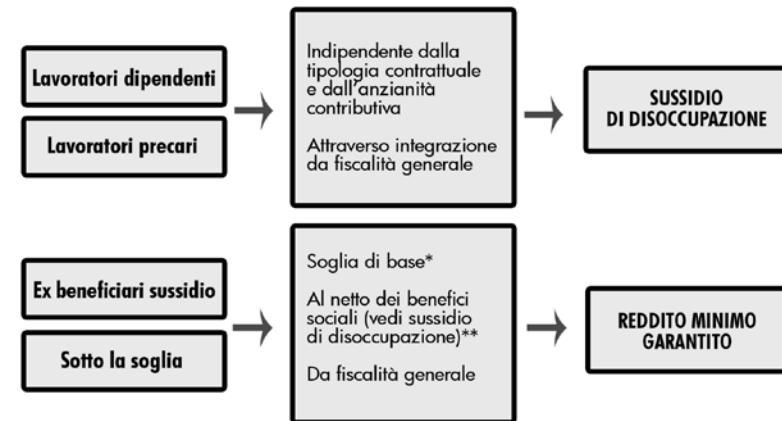 Lavoratori dipendenti
Lavoratori precari
Indipendente dalla
tipologia contrattuale
e dall'anzianità
contributiva
Attraverso integrazione
da fiscalità generale
SUSSIDIO
DI DISOCCUPAZIONE
Ex beneficiari sussidio
Sotto la soglia
Soglia di base*
Al netto dei benefici
sociali (vedi sussidio
di disoccupazione)**
Da fiscalità generale
REDDITO MINIMO
GARANTITO